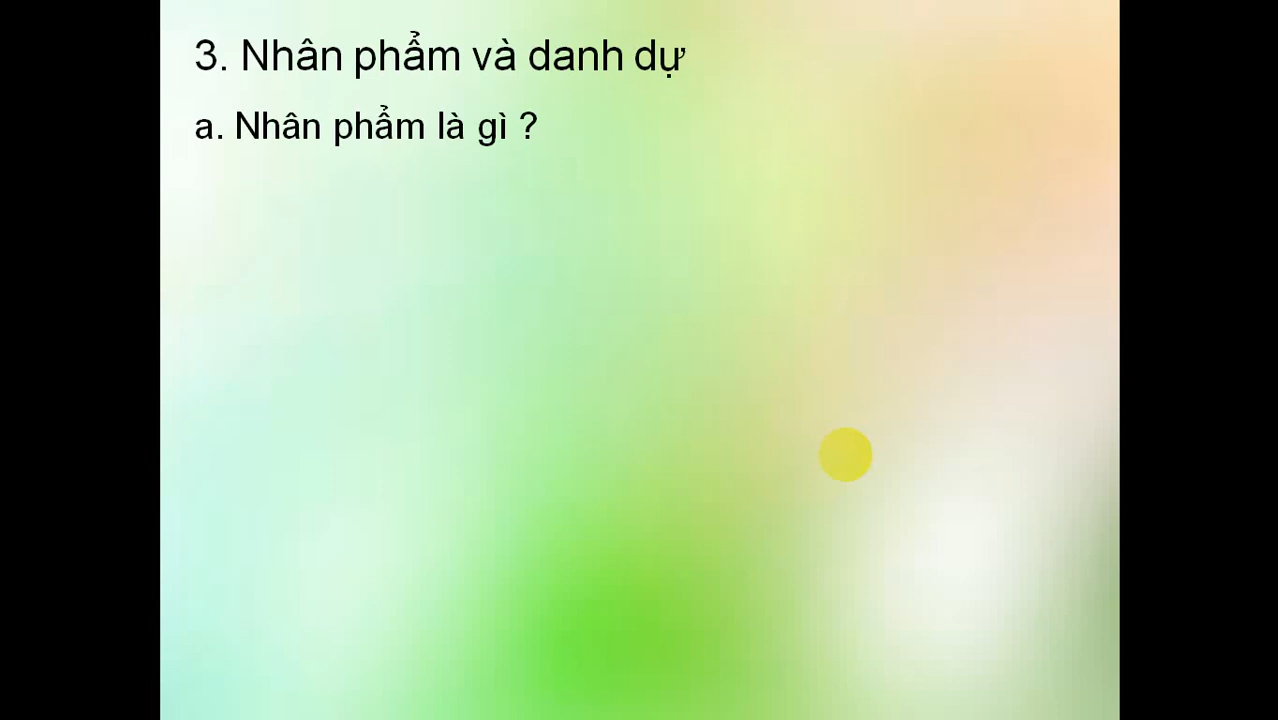 3. Nhân phẩm và danh dự
a. Nhân phẩm là gì ?